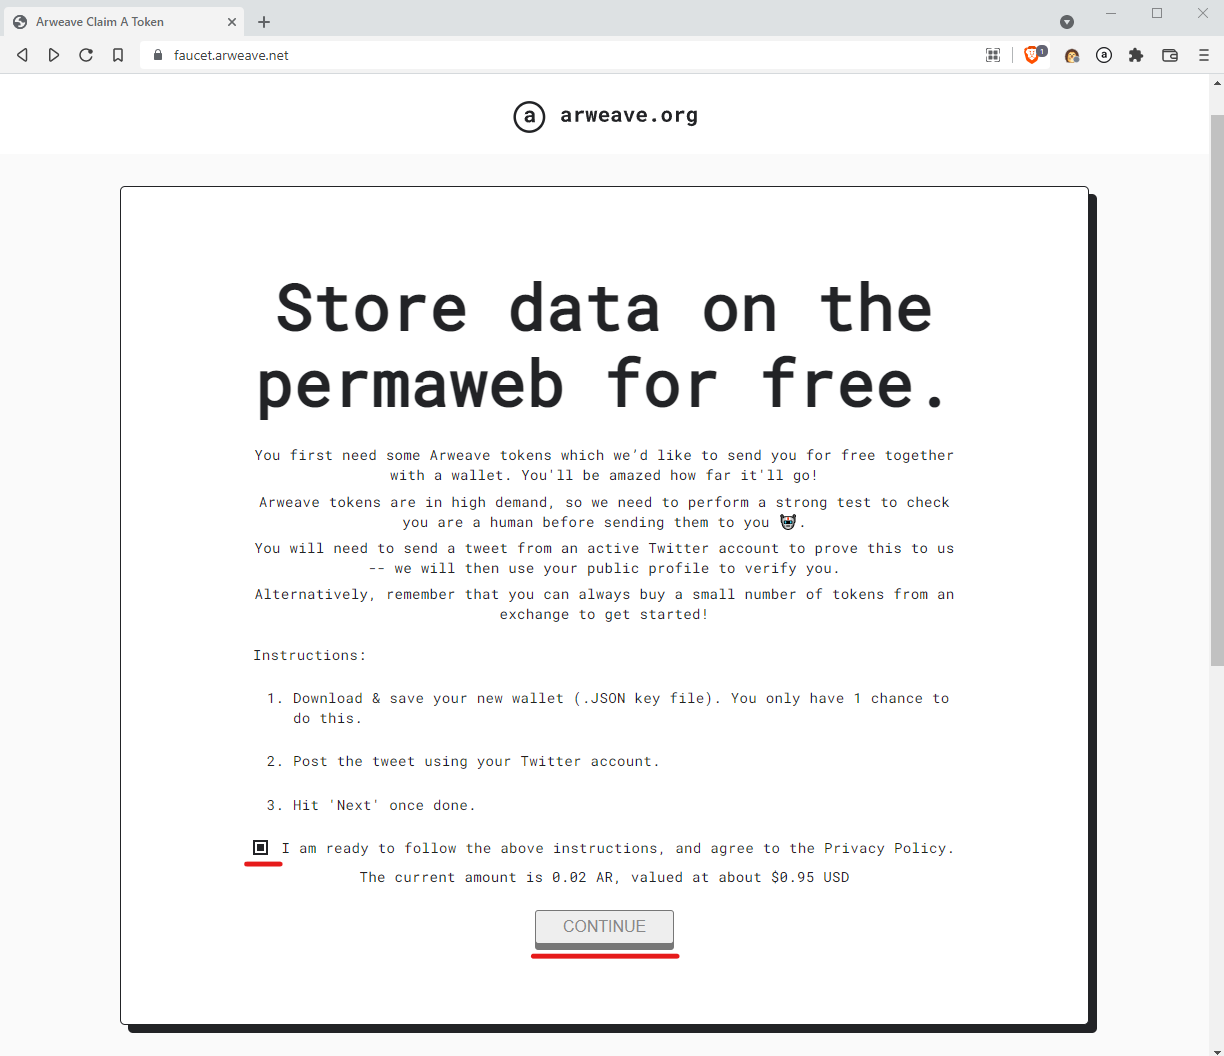 Arweave Claim A Token
faucet.arweave.net
1
a
a arweave.org
Store data on the
permaweb for free.
You first need some Arweave tokens which we’d like to send you for free together
with a wallet. You'll be amazed how far it'll go!
Arweave tokens are in high demand, so we need to perform a strong test to check
you are a human before sending them to you 🤖.
You will need to send a tweet from an active Twitter account to prove this to us
-- we will then use your public profile to verify you.
Alternatively, remember that you can always buy a small number of tokens from an
exchange to get started!
Instructions:
1. Download & save your new wallet (.JSON key file). You only have 1 chance to
do this.
2. Post the tweet using your Twitter account.
3. Hit 'Next' once done.
I am ready to follow the above instructions, and agree to the Privacy Policy.
The current amount is 0.02 AR, valued at about $0.95 USD
CONTINUE